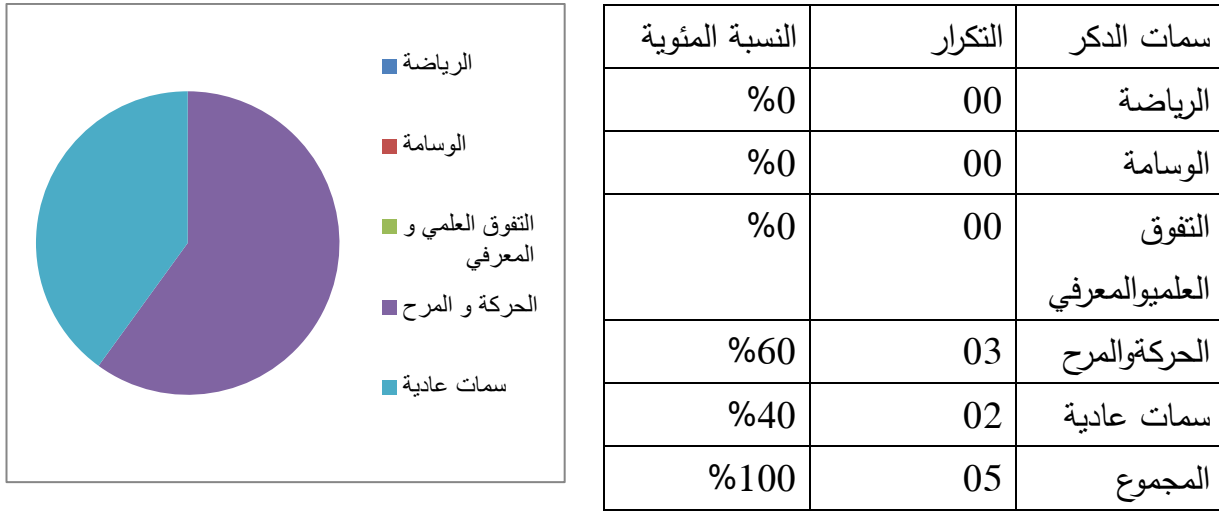 الرياضة
الوسامة
التفوق العلمي و
المعرفي
الحركة و المرح
سمات عادية
سمات الدكر التكرار النسبة المئوية
الرياضة 00 %0
الوسامة 00 %0
التفوق 00 %0
العلميوالمعرفي
الحركةوالمرح 03 %60
سمات عادية 02 %40
المجموع 05 %100